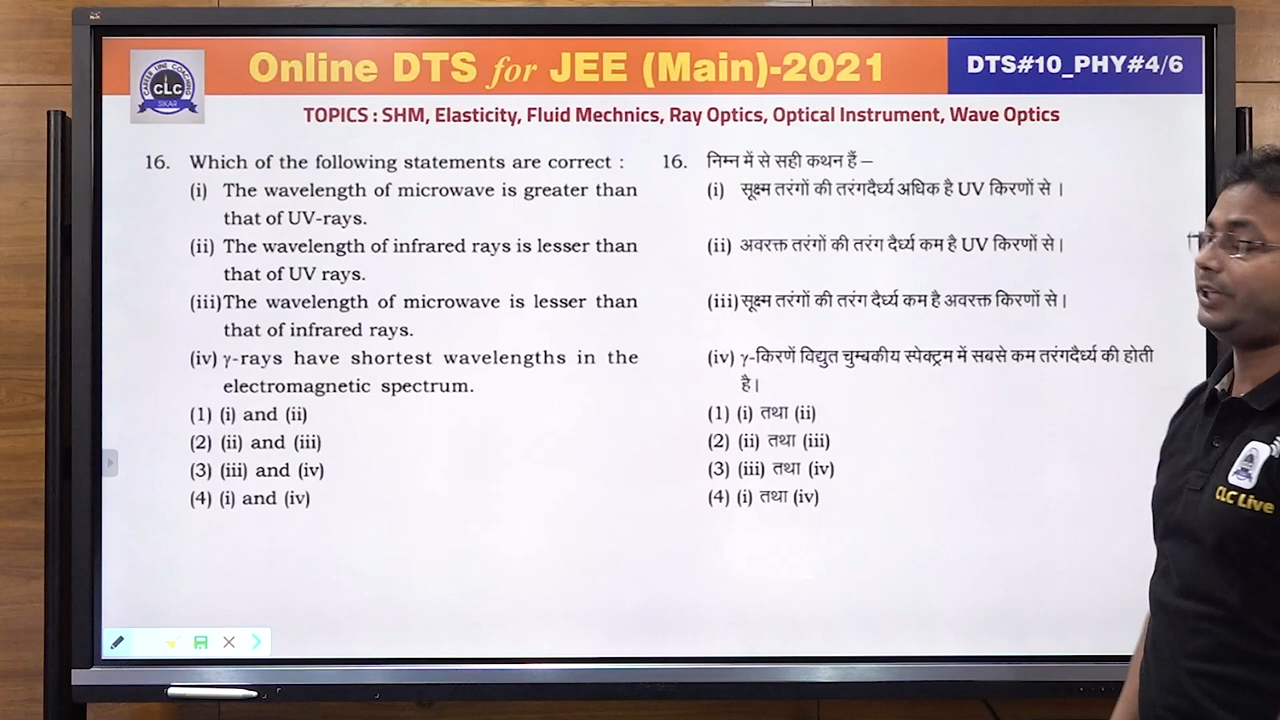 Online DTS for JEE (Main)-2021
DTS#10_PHY#4/6
CAREER LINE COACHING
CLC
SIKAR
TOPICS : SHM, Elasticity, Fluid Mechnics, Ray Optics, Optical Instrument, Wave Optics
16. Which of the following statements are correct :
(i) The wavelength of microwave is greater than
that of UV-rays.
(ii) The wavelength of infrared rays is lesser than
that of UV rays.
(iii) The wavelength of microwave is lesser than
that of infrared rays.
(iv) γ-rays have shortest wavelengths in the
electromagnetic spectrum.
(1) (i) and (ii)
(2) (ii) and (iii)
(3) (iii) and (iv)
(4) (i) and (iv)
16. निम्न में से सही कथन हैं –
(i) सूक्ष्म तरंगों की तरंगदैर्ध्य अधिक है UV किरणों से ।
(ii) अवरक्त तरंगों की तरंग दैर्ध्य कम है UV किरणों से।
(iii) सूक्ष्म तरंगों की तरंग दैर्ध्य कम है अवरक्त किरणों से।
(iv) γ-किरणें विद्युत चुम्बकीय स्पेक्ट्रम में सबसे कम तरंगदैर्ध्य की होती
है।
(1) (i) तथा (ii)
(2) (ii) तथा (iii)
(3) (iii) तथा (iv)
(4) (i) तथा (iv)
CLC Live